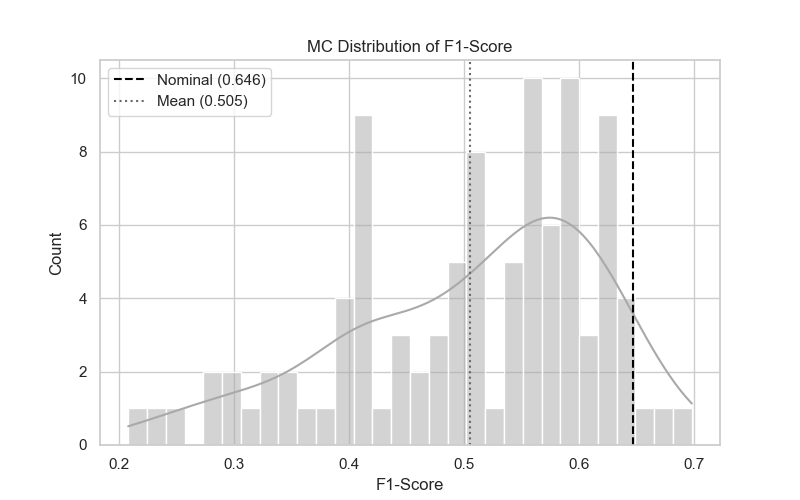 MC Distribution of F1-Score
Nominal (0.646)
Mean (0.505)
Count
10
8
6
4
2
0
0.2 0.3 0.4 0.5 0.6 0.7
F1-Score